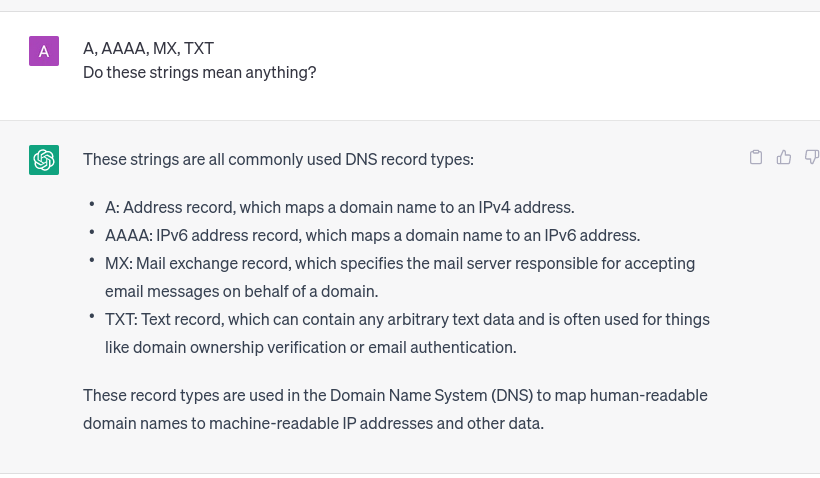 A
A, AAAA, MX, TXT
Do these strings mean anything?
These strings are all commonly used DNS record types:
• A: Address record, which maps a domain name to an IPv4 address.
• AAAA: IPv6 address record, which maps a domain name to an IPv6 address.
• MX: Mail exchange record, which specifies the mail server responsible for accepting
email messages on behalf of a domain.
• TXT: Text record, which can contain any arbitrary text data and is often used for things
like domain ownership verification or email authentication.
These record types are used in the Domain Name System (DNS) to map human-readable
domain names to machine-readable IP addresses and other data.